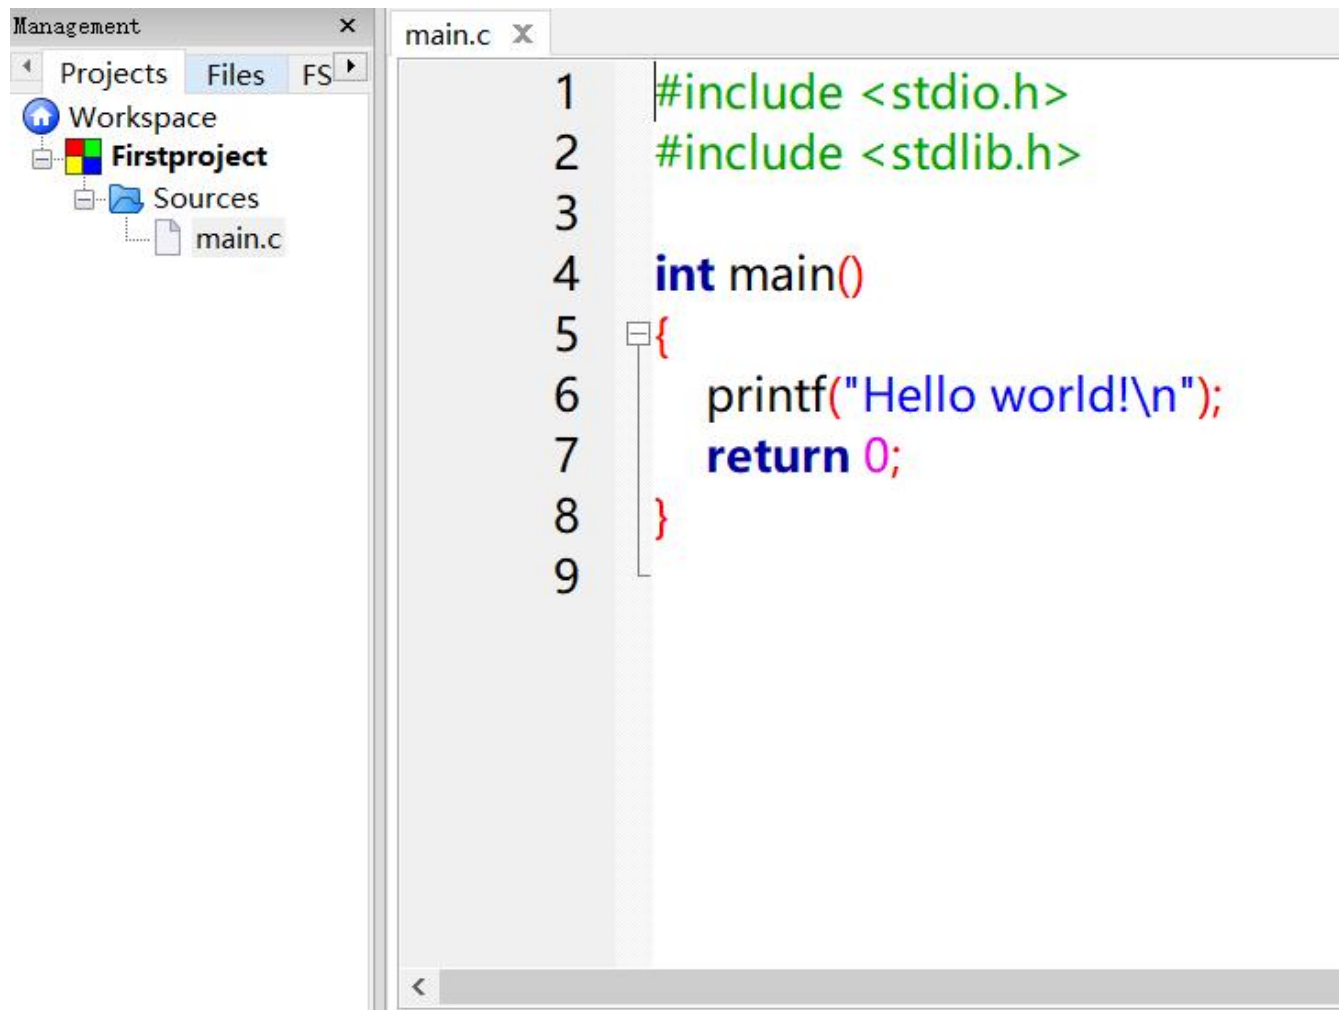 Management
Projects Files FS
Workspace
Firstproject
Sources
main.c
main.c
1 #include <stdio.h>
2 #include <stdlib.h>
3
4 int main()
5 {
6 printf("Hello world!\n");
7 return 0;
8 }
9